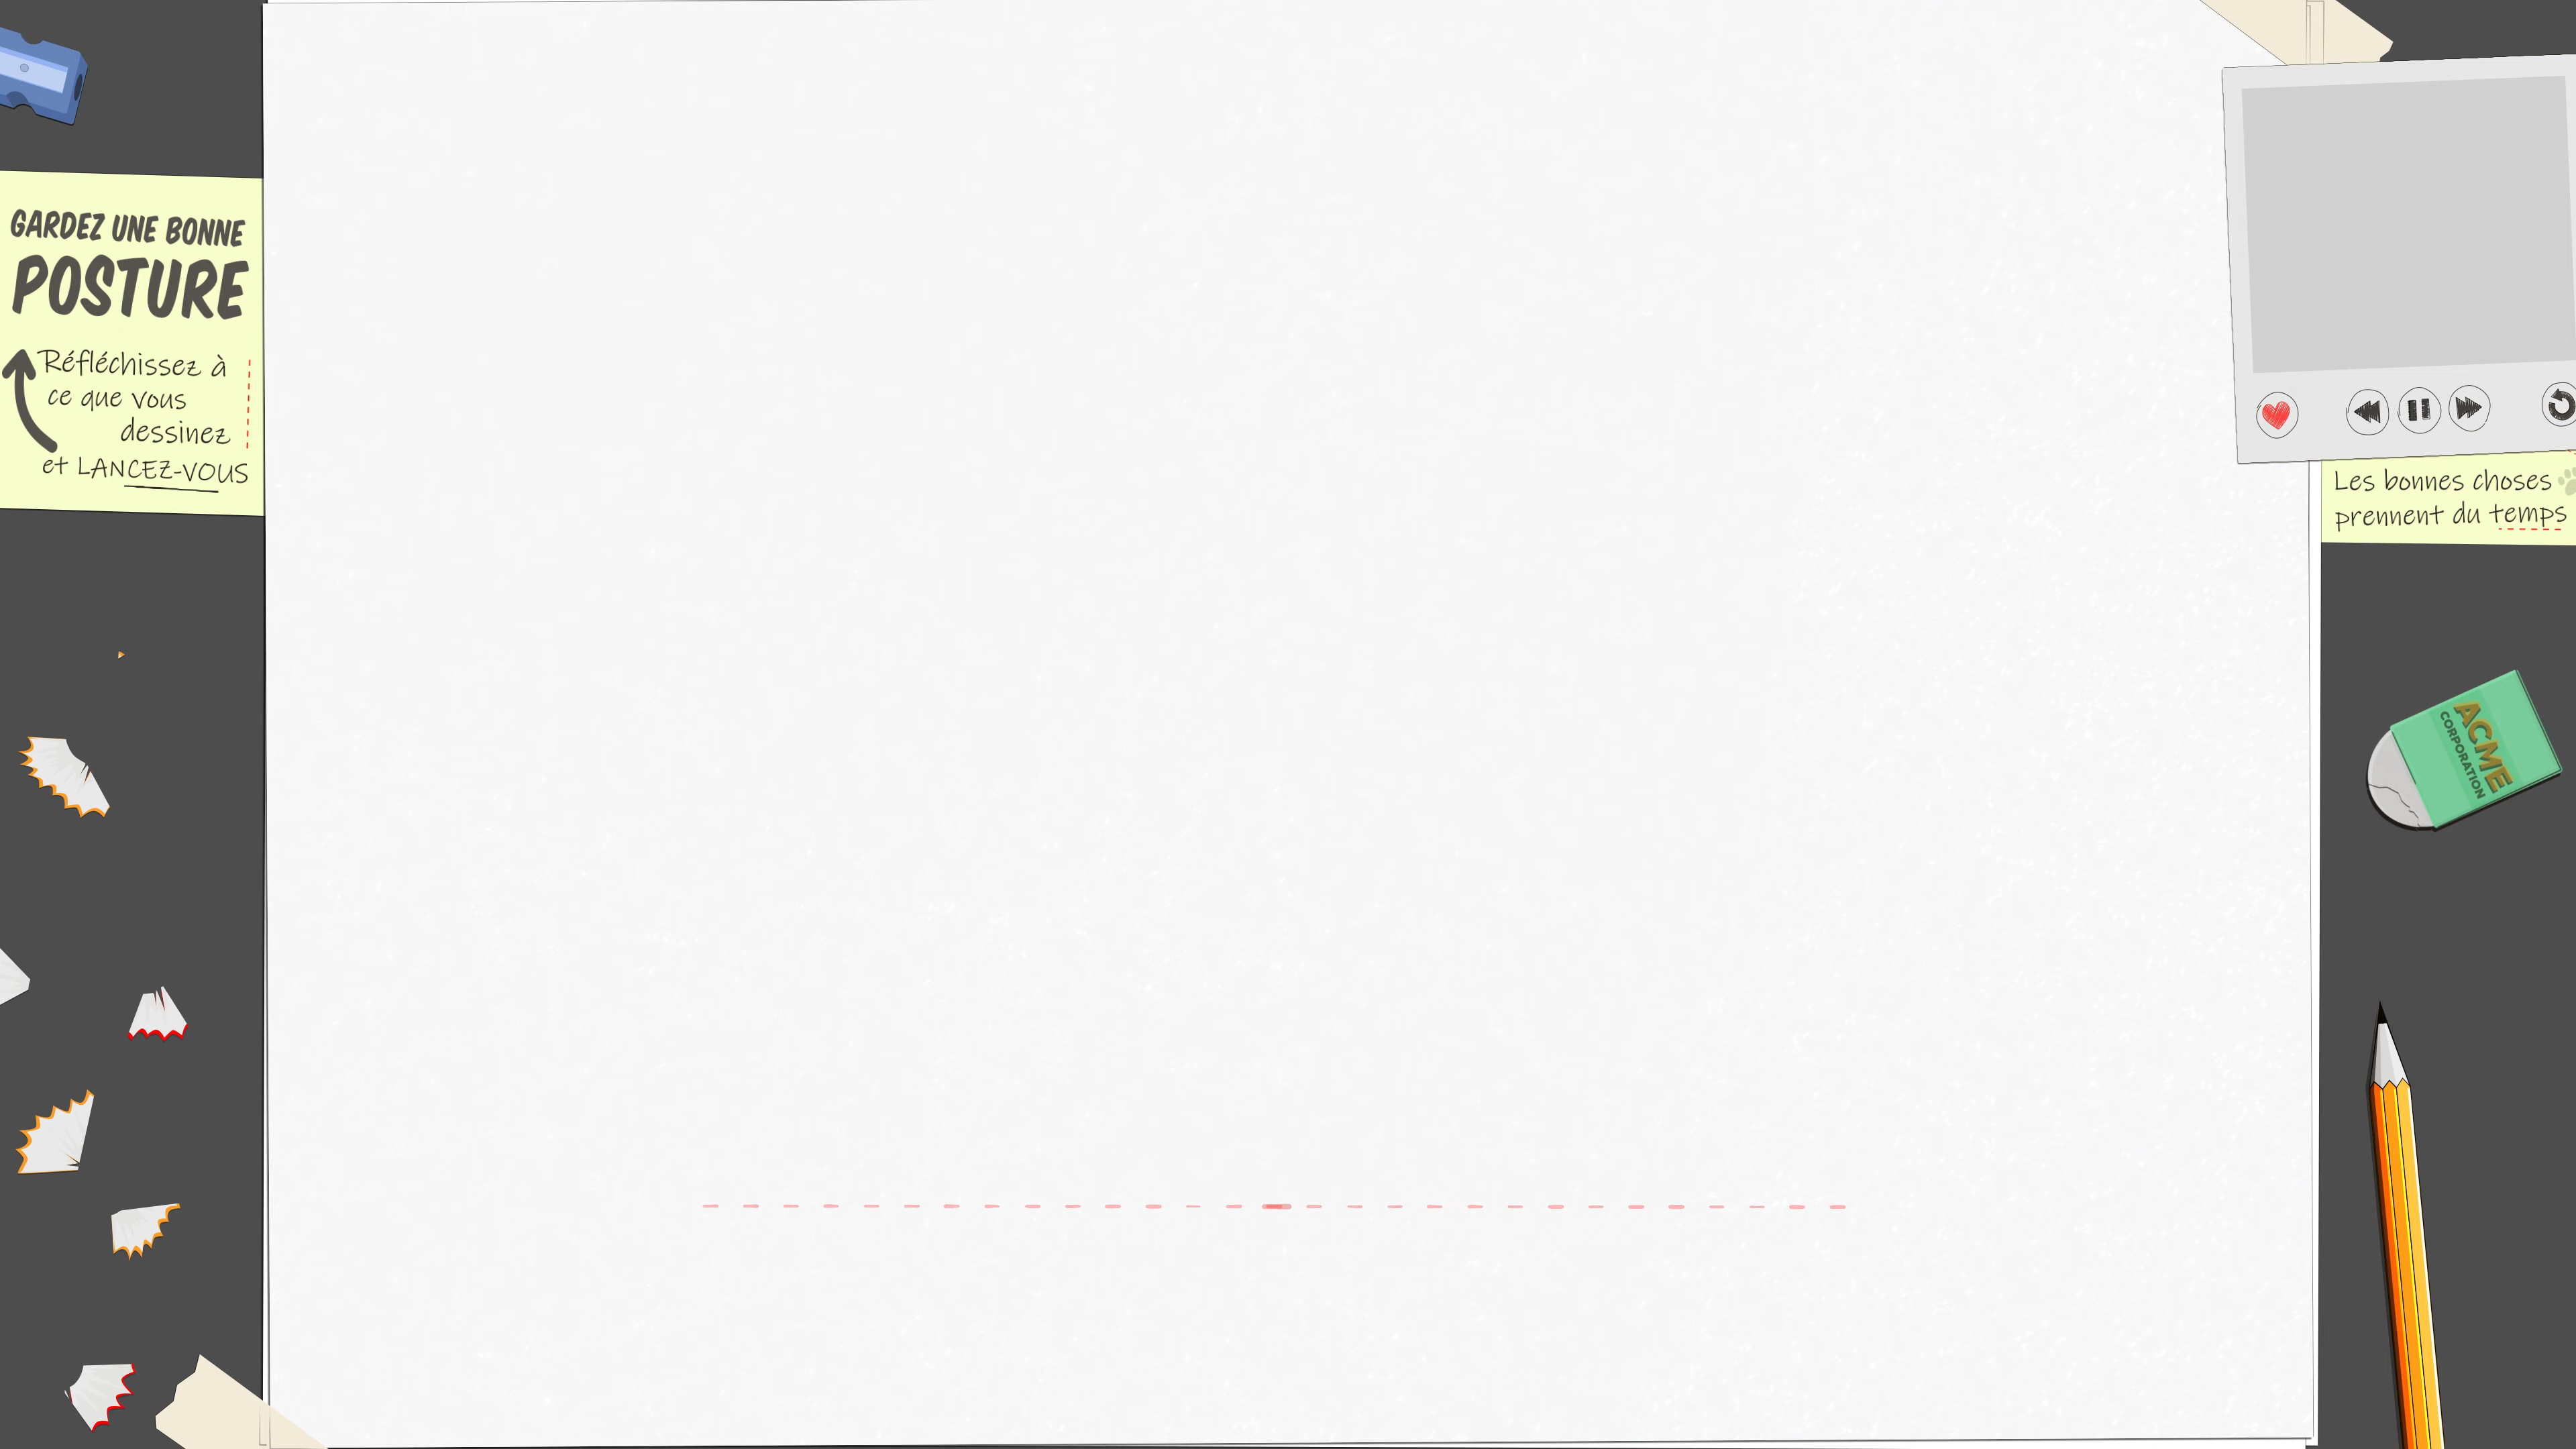 GARDEZ UNE BONNE
POSTURE
Réfléchissez à
ce que vous
dessinez
et LANCEZ-VOUS
Les bonnes choses
prennent du temps
ACME
CORPORATION